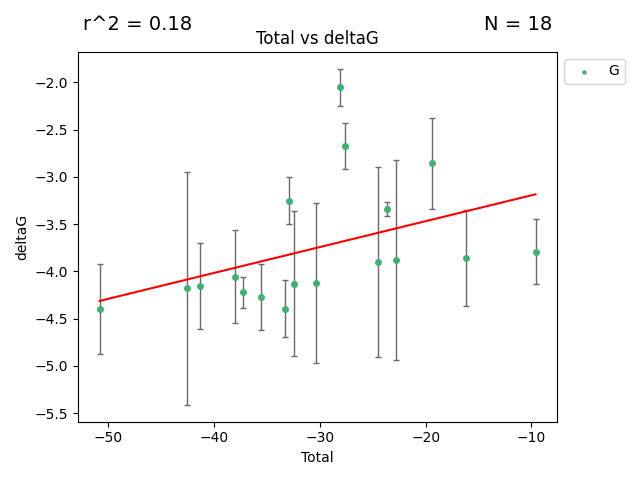 r^2 = 0.18
N = 18
Total vs deltaG
G
deltaG
−2.0
−2.5
−3.0
−3.5
−4.0
−4.5
−5.0
−5.5
−50
−40
−30
−20
−10
Total